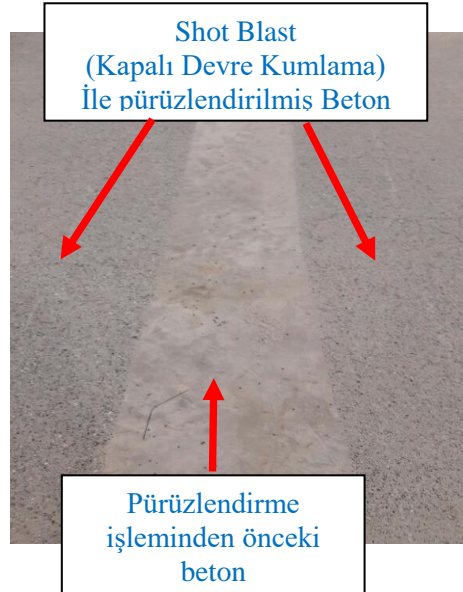 Shot Blast
(Kapalı Devre Kumlama)
İle pürüzlendirilmiş Beton
Pürüzlendirme
işleminden önceki
beton